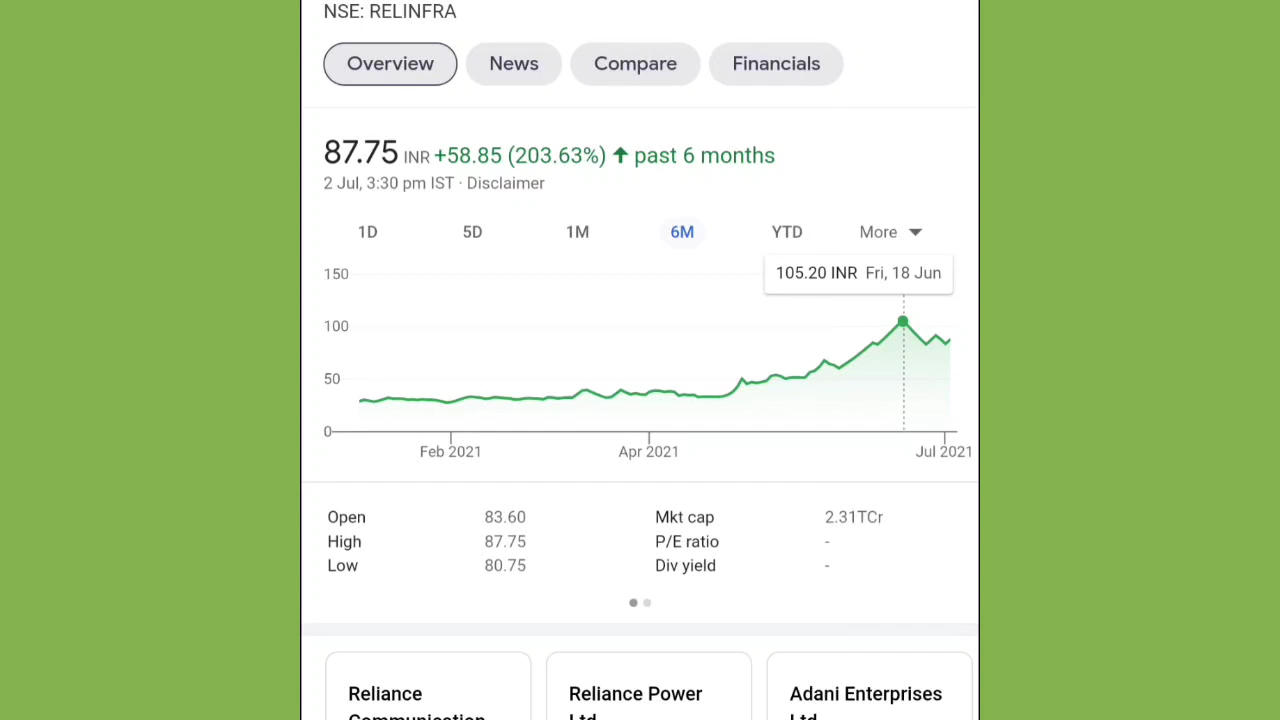 NSE: RELINFRA
Overview News Compare Financials
87.75 INR +58.85 (203.63%) ↑ past 6 months
2 Jul, 3:30 pm IST · Disclaimer
1D 5D 1M 6M YTD More
105.20 INR Fri, 18 Jun
150
100
50
0
Feb 2021 Apr 2021 Jul 2021
Open 83.60 Mkt cap 2.31TCr
High 87.75 P/E ratio -
Low 80.75 Div yield -
Reliance Reliance Power Adani Enterprises
Communication Ltd Ltd